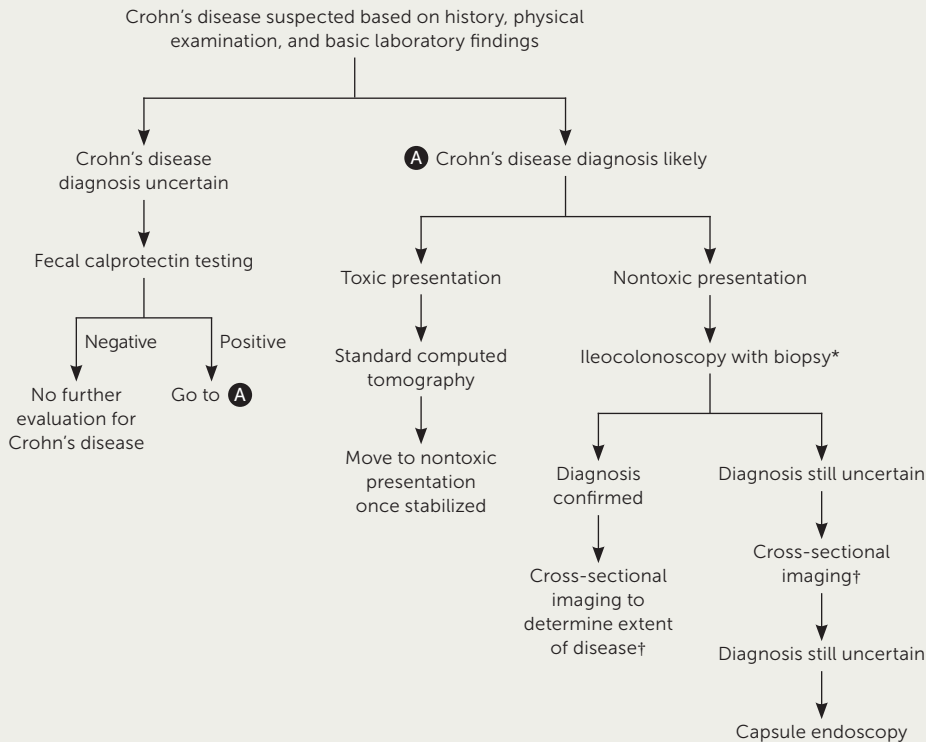 Crohn's disease suspected based on history, physical
examination, and basic laboratory findings
Crohn's disease
diagnosis uncertain
Fecal calprotectin testing
Negative
Positive
No further
evaluation for
Crohn's disease
Go to A
A Crohn's disease diagnosis likely
Toxic presentation
Standard computed
tomography
Move to nontoxic
presentation
once stabilized
Nontoxic presentation
Ileocolonoscopy with biopsy*
Diagnosis
confirmed
Cross-sectional
imaging to
determine extent
of disease†
Diagnosis still uncertain
Cross-sectional
imaging†
Diagnosis still uncertain
Capsule endoscopy